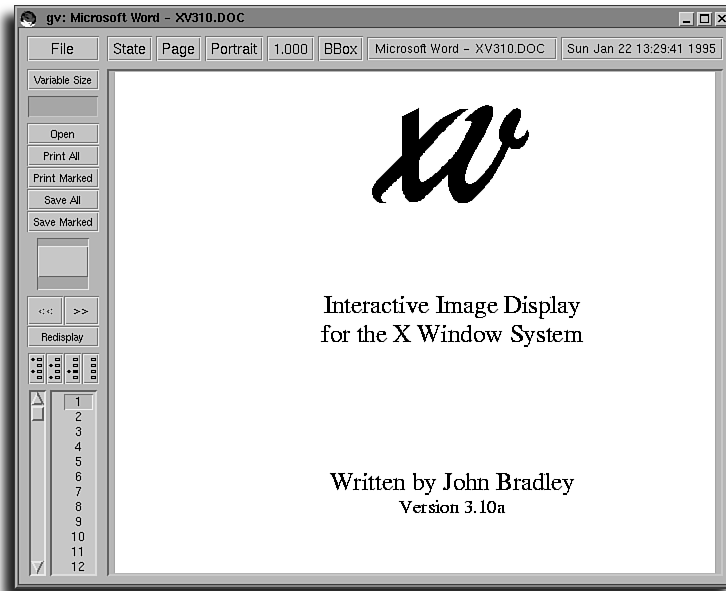 gv: Microsoft Word - XV310.DOC
File
State
Page
Portrait
1.000
BBox
Microsoft Word - XV310.DOC
Sun Jan 22 13:29:41 1995
Variable Size
Open
Print All
Print Marked
Save All
Save Marked
<<
>>
Redisplay
1
2
3
4
5
6
7
8
9
10
11
12
xv
Interactive Image Display
for the X Window System
Written by John Bradley
Version 3.10a